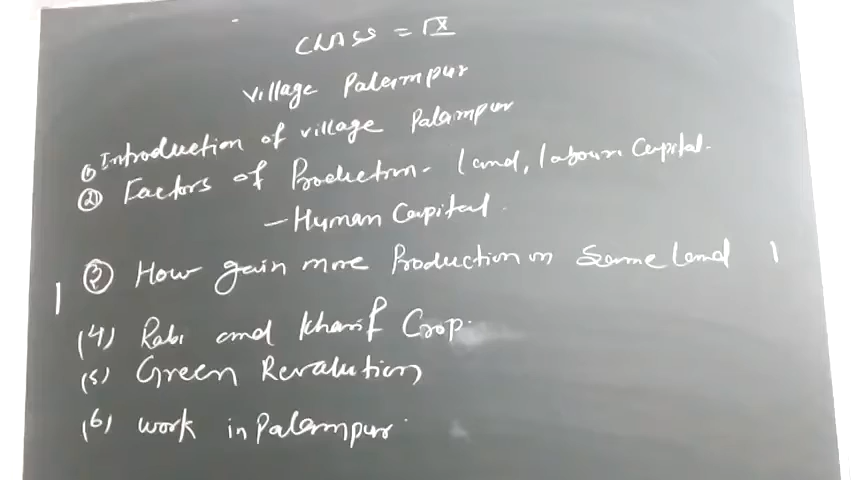 CLASS = IX
Village Palampur
① Introduction of village Palampur
② Factors of Production - land, labour Capital.
- Human Capital.
③ How gain more Production on Same land
(4) Rabi and kharif Crop.
(5) Green Revalution
(6) work in Palampur.